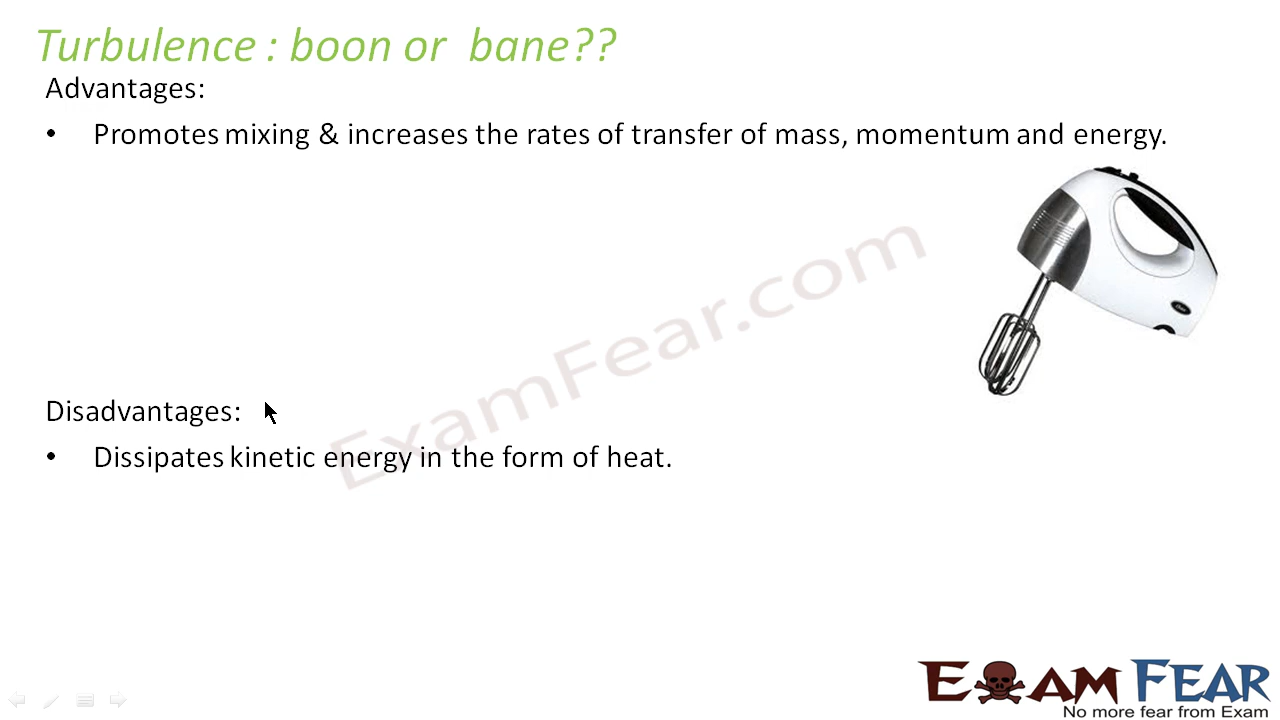 Turbulence : boon or bane??
Advantages:
• Promotes mixing & increases the rates of transfer of mass, momentum and energy.
ExamFear.com
Disadvantages:
• Dissipates kinetic energy in the form of heat.
EXAM FEAR
No more fear from Exam